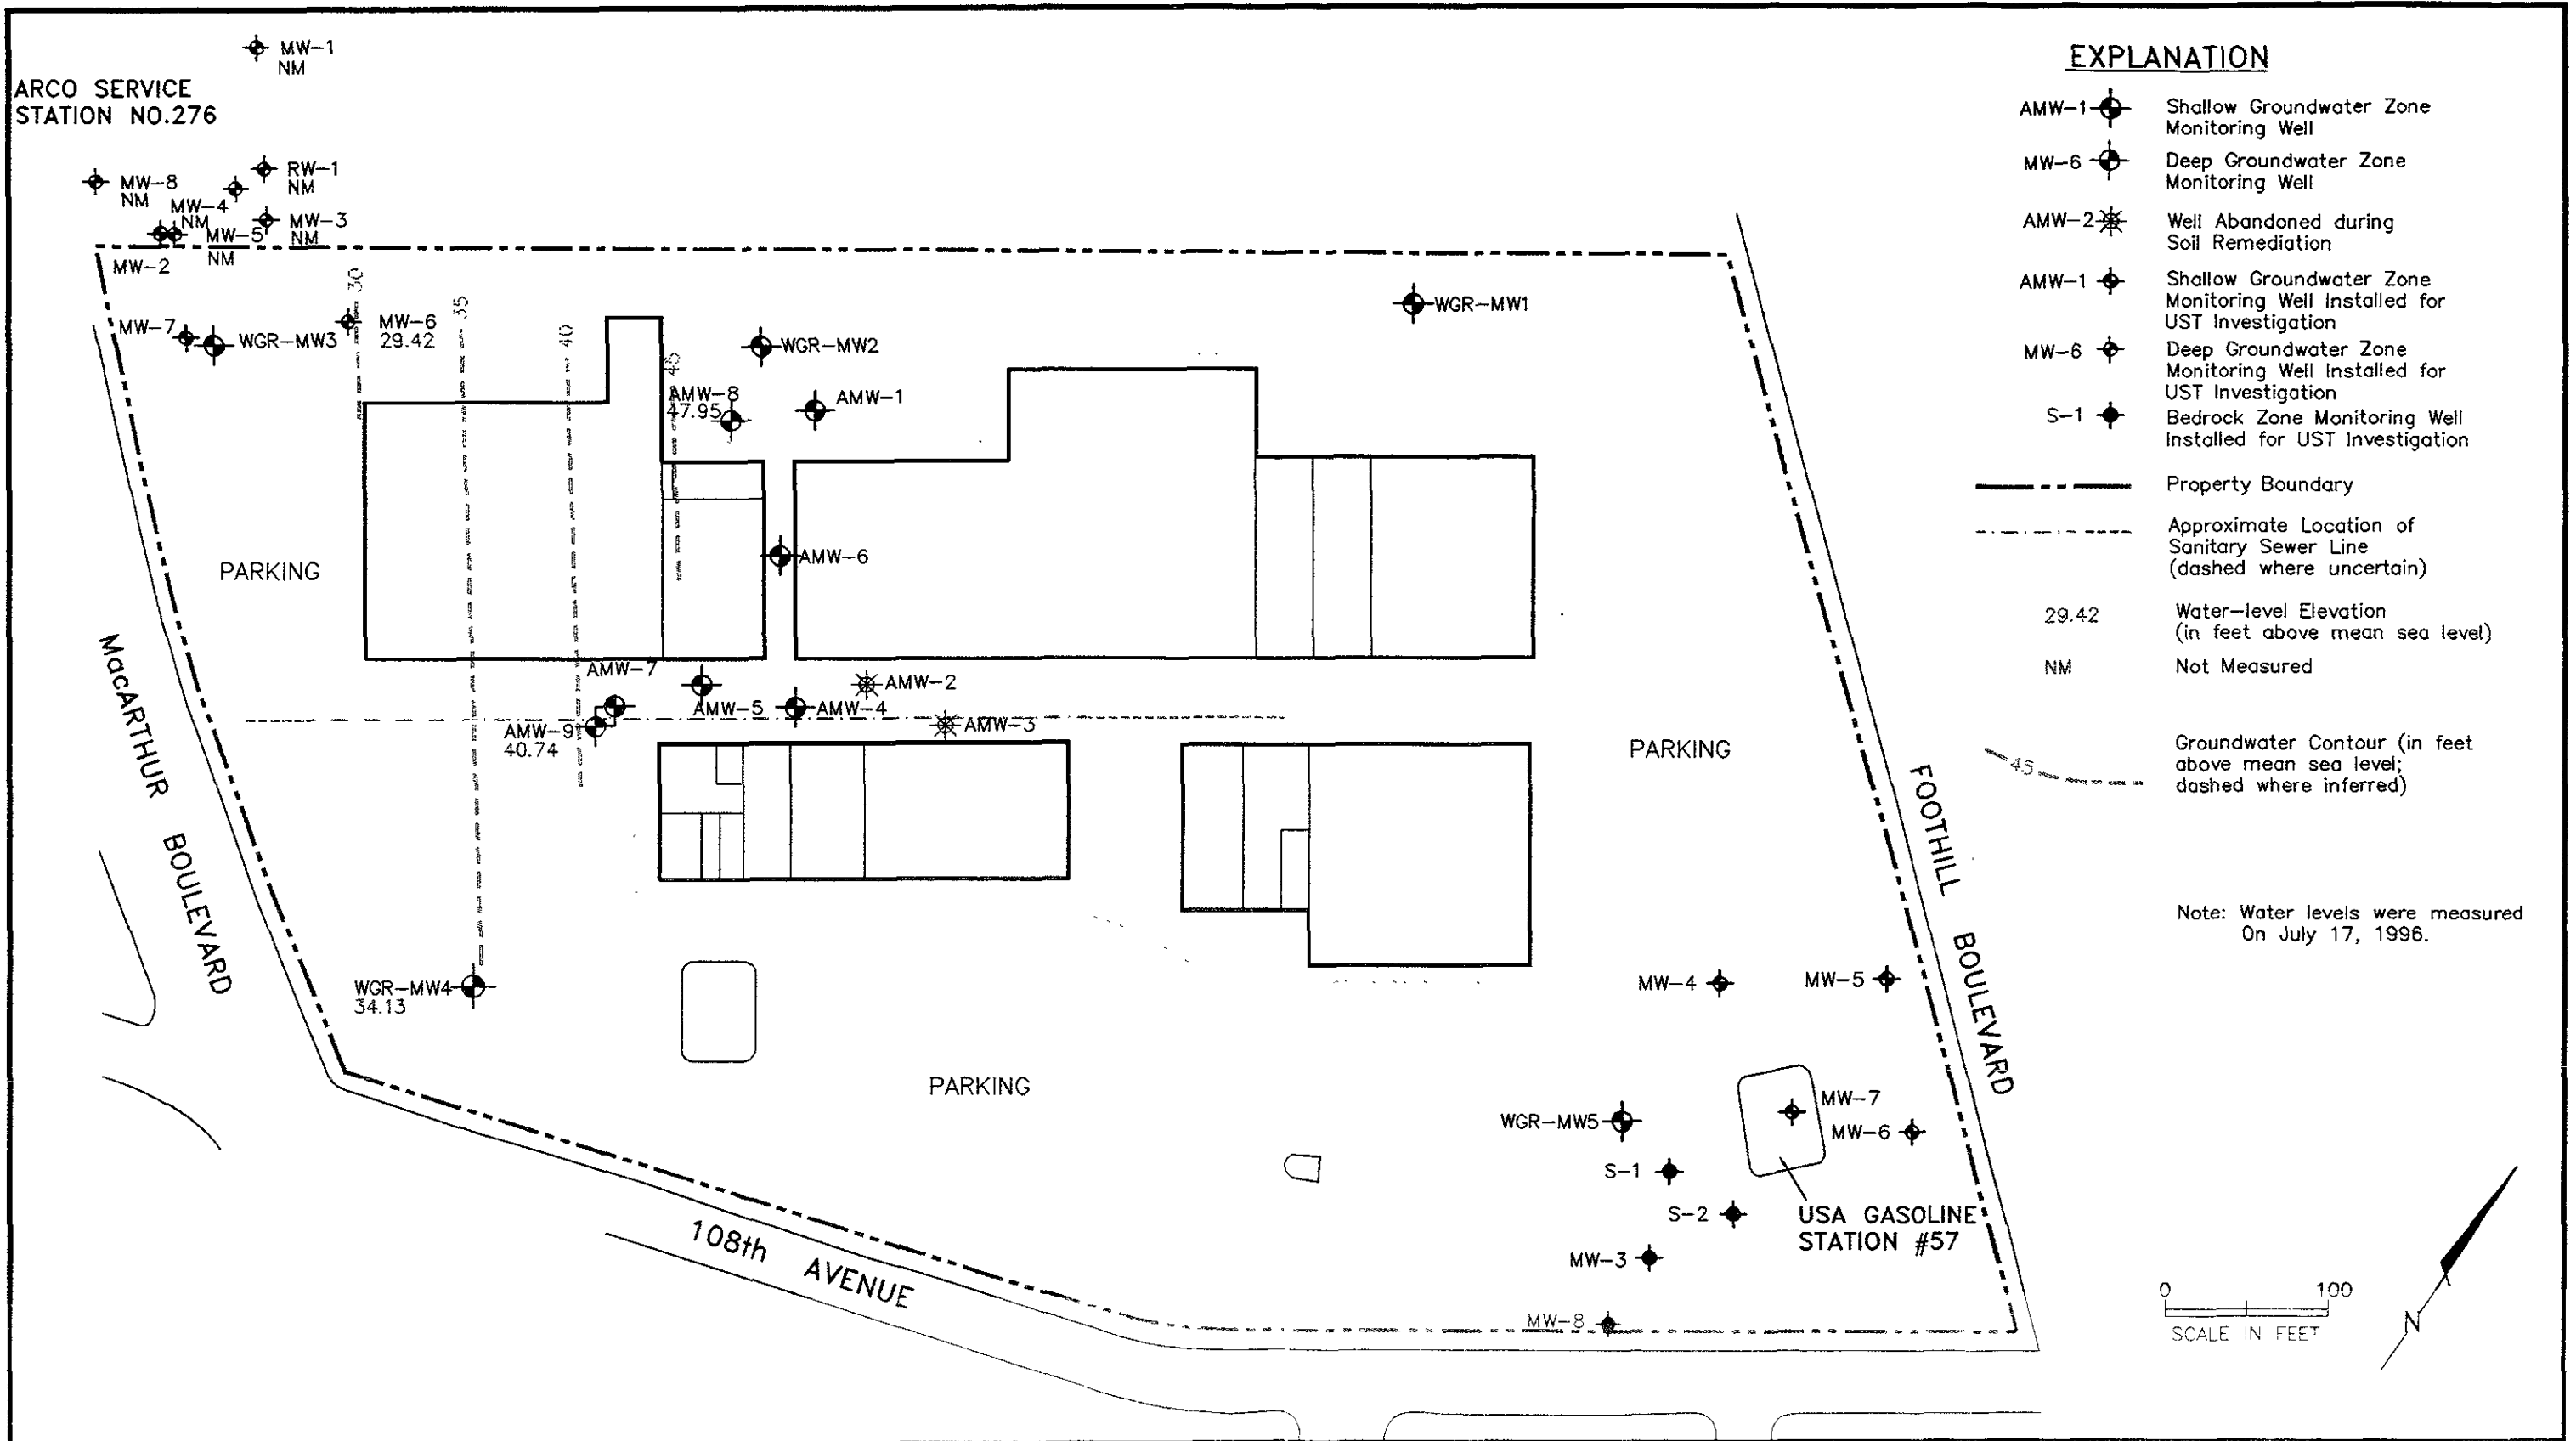 MW-1
NM
ARCO SERVICE
STATION NO.276
RW-1
NM
MW-8
NM
MW-4
NM
MW-3
NM
MW-5
NM
MW-2
30
35
40
45
MW-7
WGR-MW3
MW-6
29.42
WGR-MW2
WGR-MW1
AMW-8
47.95
AMW-1
AMW-6
PARKING
MacARTHUR BOULEVARD
AMW-7
AMW-5
AMW-4
AMW-2
AMW-3
AMW-9
40.74
PARKING
FOOTHILL BOULEVARD
WGR-MW4
34.13
PARKING
MW-4
MW-5
WGR-MW5
MW-7
MW-6
S-1
S-2
USA GASOLINE
STATION #57
MW-3
MW-8
108th AVENUE
EXPLANATION
AMW-1
Shallow Groundwater Zone
Monitoring Well
MW-6
Deep Groundwater Zone
Monitoring Well
AMW-2
Well Abandoned during
Soil Remediation
AMW-1
Shallow Groundwater Zone
Monitoring Well Installed for
UST Investigation
MW-6
Deep Groundwater Zone
Monitoring Well Installed for
UST Investigation
S-1
Bedrock Zone Monitoring Well
Installed for UST Investigation
Property Boundary
Approximate Location of
Sanitary Sewer Line
(dashed where uncertain)
29.42
Water-level Elevation
(in feet above mean sea level)
NM
Not Measured
45
Groundwater Contour (in feet
above mean sea level;
dashed where inferred)
Note: Water levels were measured
On July 17, 1996.
0 100
SCALE IN FEET
N